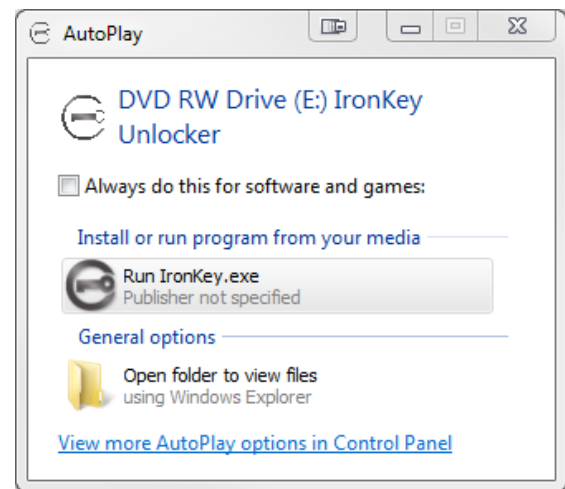 AutoPlay
DVD RW Drive (E:) IronKey
Unlocker
Always do this for software and games:
Install or run program from your media
Run IronKey.exe
Publisher not specified
General options
Open folder to view files
using Windows Explorer
View more AutoPlay options in Control Panel